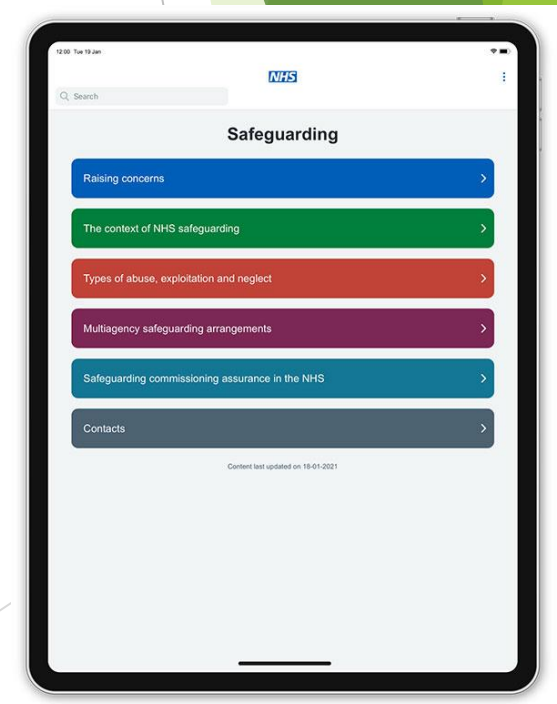 12:00 Tue 19 Jan
NHS
Search
Safeguarding
Raising concerns
The context of NHS safeguarding
Types of abuse, exploitation and neglect
Multiagency safeguarding arrangements
Safeguarding commissioning assurance in the NHS
Contacts
Content last updated on 18-01-2021